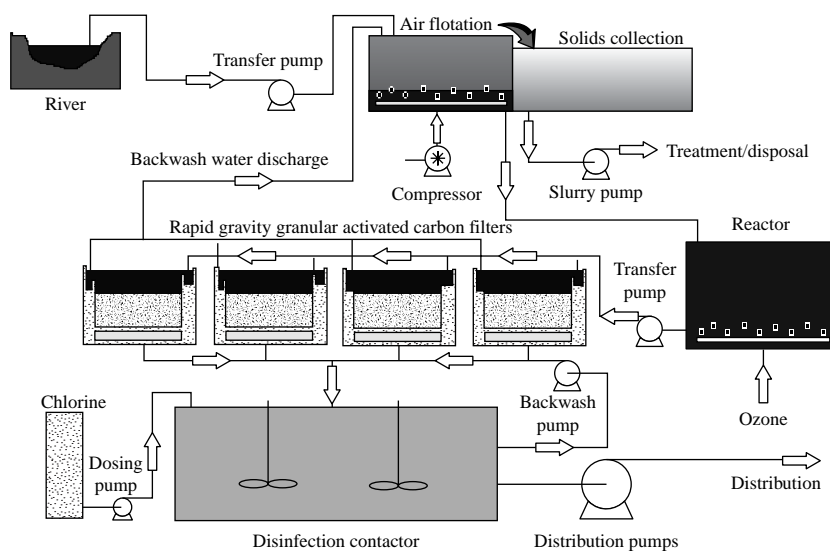 Air flotation
Solids collection
Transfer pump
River
Backwash water discharge
Compressor
Slurry pump
Treatment/disposal
Rapid gravity granular activated carbon filters
Reactor
Transfer
pump
Chlorine
Dosing
pump
Backwash
pump
Ozone
Distribution
Disinfection contactor
Distribution pumps